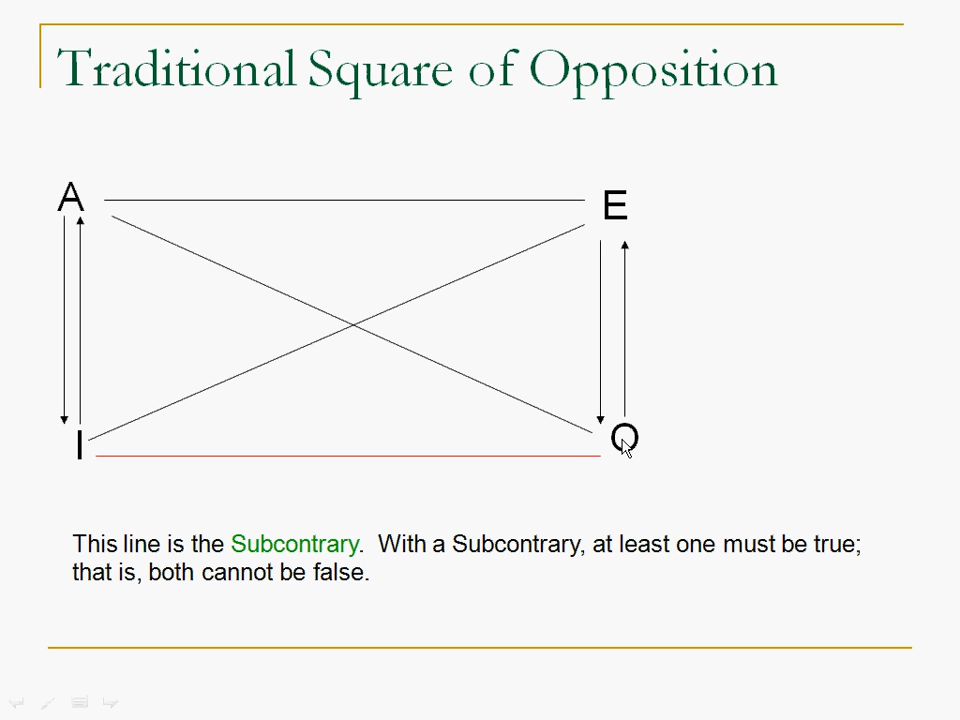 Traditional Square of Opposition
A
E
I
O
This line is the Subcontrary.  With a Subcontrary, at least one must be true;
that is, both cannot be false.